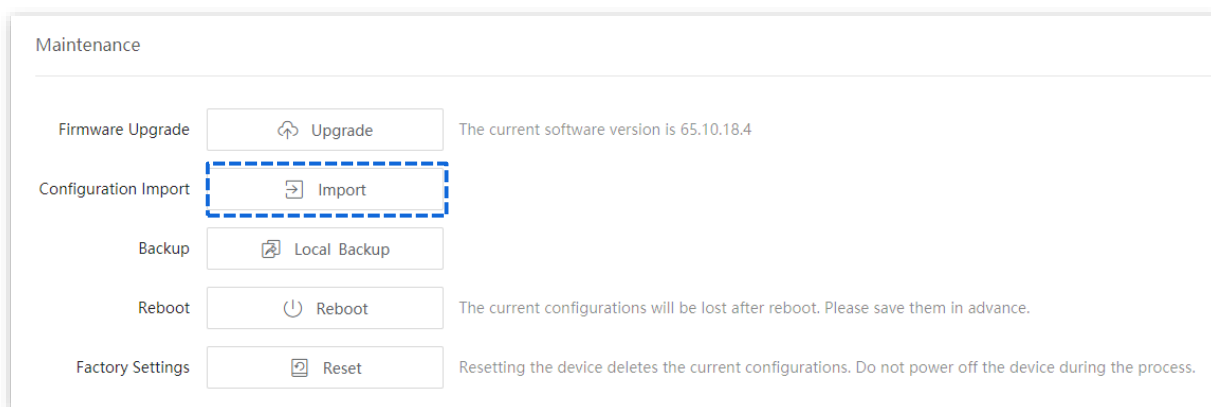 Maintenance
Firmware Upgrade Upgrade The current software version is 65.10.18.4
Configuration Import Import
Backup Local Backup
Reboot Reboot The current configurations will be lost after reboot. Please save them in advance.
Factory Settings Reset Resetting the device deletes the current configurations. Do not power off the device during the process.